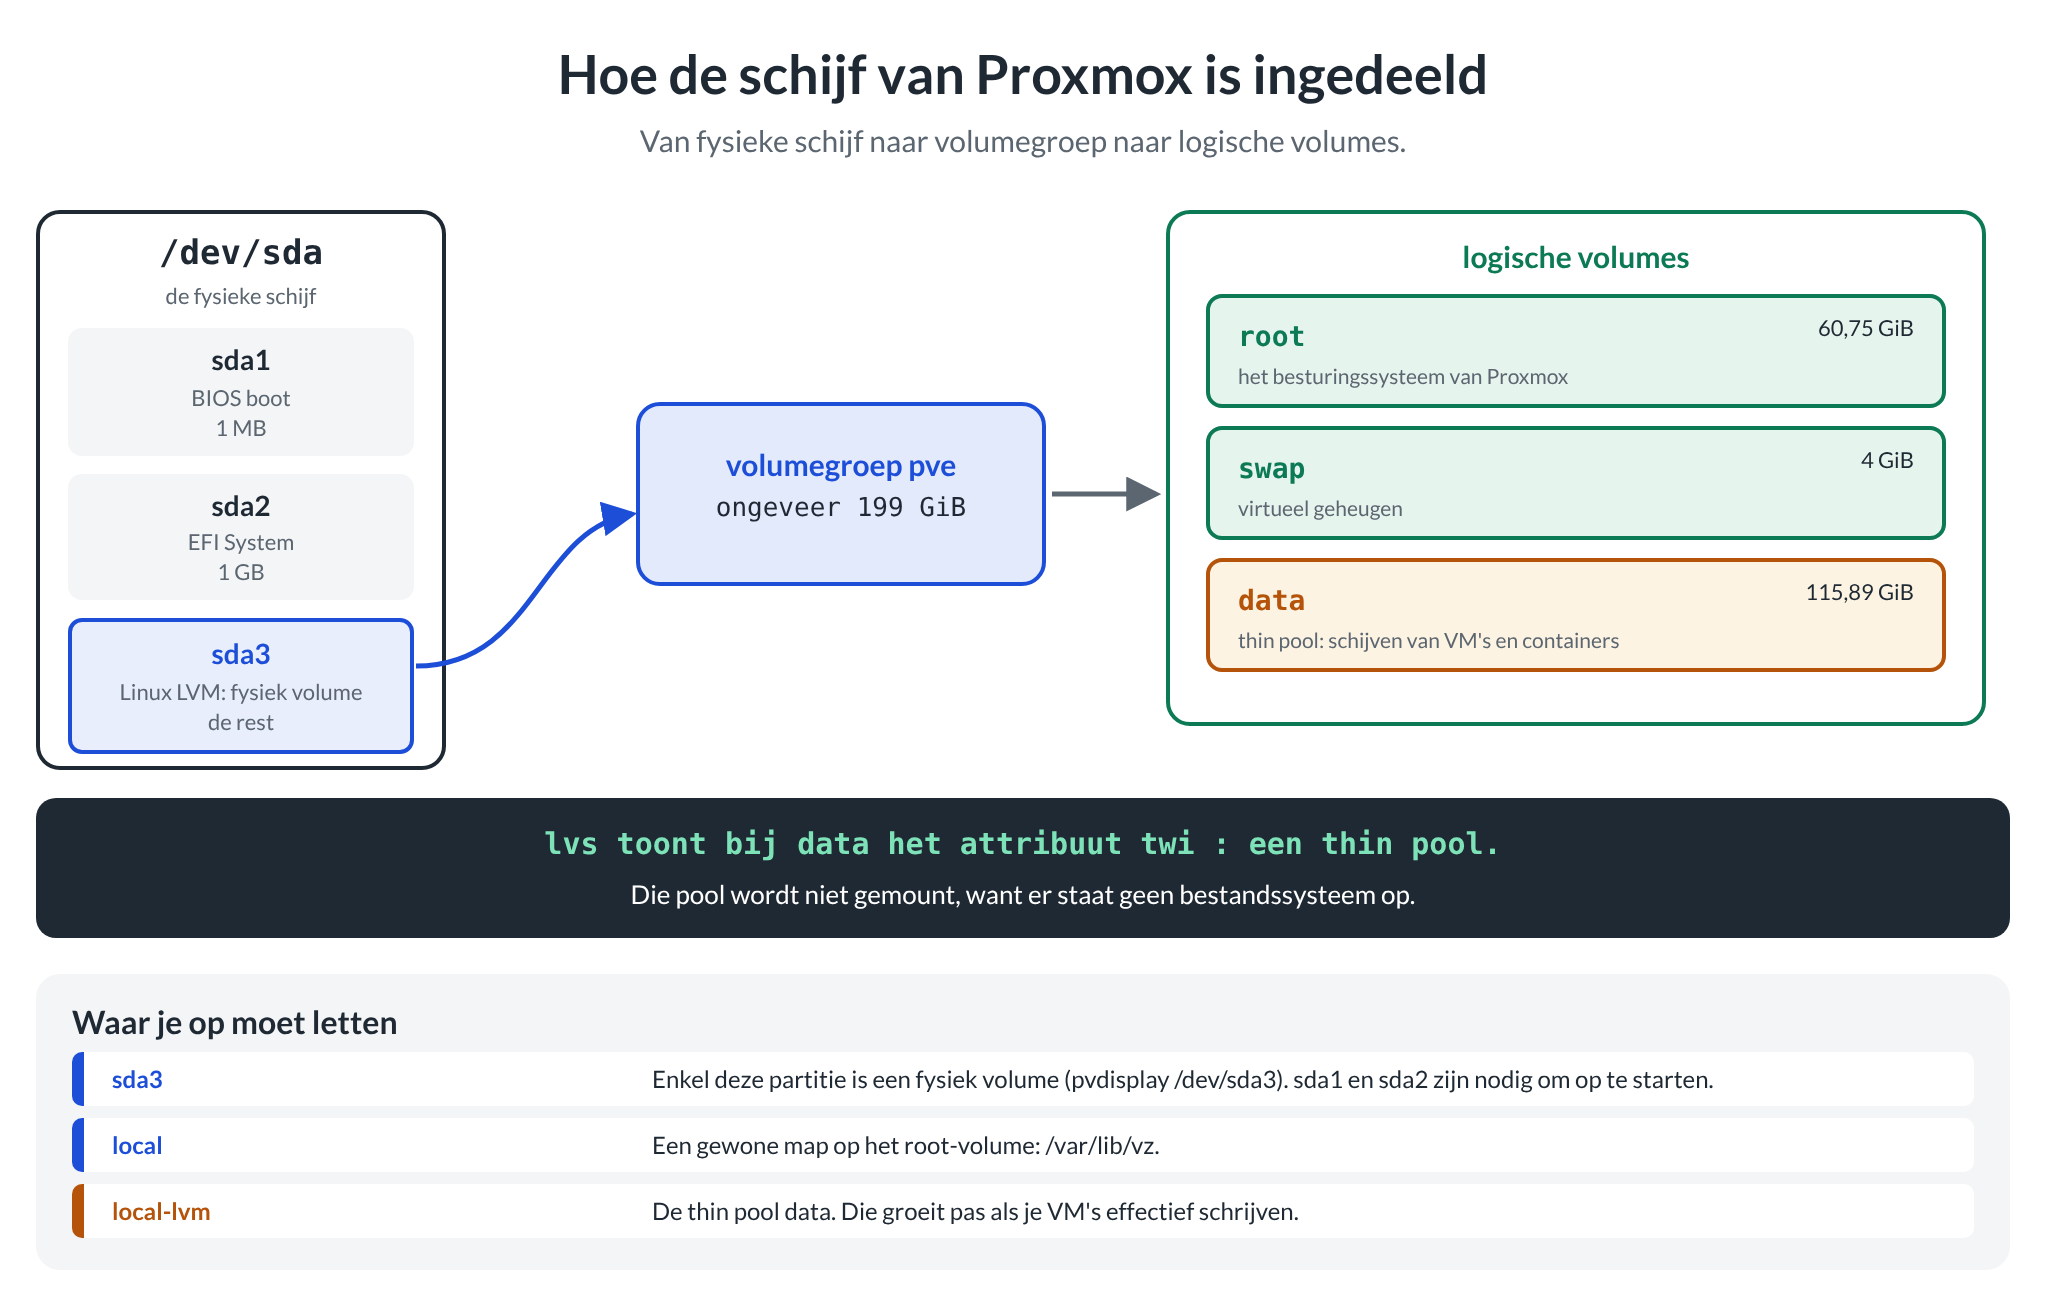 Hoe de schijf van Proxmox is ingedeeld
Van fysieke schijf naar volumegroep naar logische volumes.
/dev/sda
de fysieke schijf
sda1
BIOS boot
1 MB
sda2
EFI System
1 GB
sda3
Linux LVM: fysiek volume
de rest
volumegroep pve
ongeveer 199 GiB
logische volumes
root
60,75 GiB
het besturingssysteem van Proxmox
swap
4 GiB
virtueel geheugen
data
115,89 GiB
thin pool: schijven van VM's en containers
lvs toont bij data het attribuut twi : een thin pool.
Die pool wordt niet gemount, want er staat geen bestandssysteem op.
Waar je op moet letten
sda3
Enkel deze partitie is een fysiek volume (pvdisplay /dev/sda3). sda1 en sda2 zijn nodig om op te starten.
local
Een gewone map op het root-volume: /var/lib/vz.
local-lvm
De thin pool data. Die groeit pas als je VM's effectief schrijven.